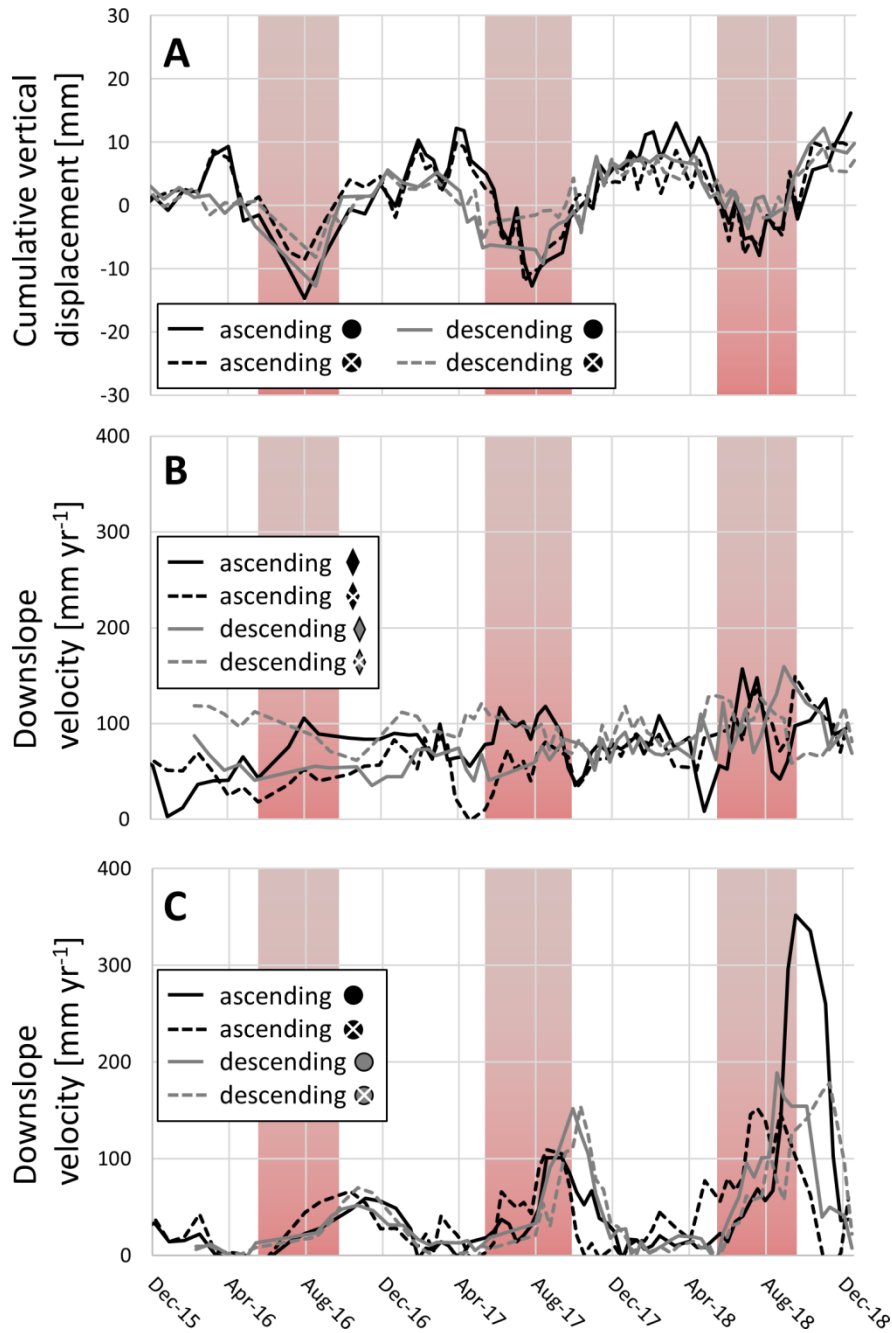 A
Cumulative vertical
displacement [mm]
30
20
10
0
-10
-20
-30
ascending descending
ascending descending
B
Downslope
velocity [mm yr-1]
400
300
200
100
0
ascending
ascending
descending
descending
C
Downslope
velocity [mm yr-1]
400
300
200
100
0
ascending
ascending
descending
descending
Dec-15 Apr-16 Aug-16 Dec-16 Apr-17 Aug-17 Dec-17 Apr-18 Aug-18 Dec-18